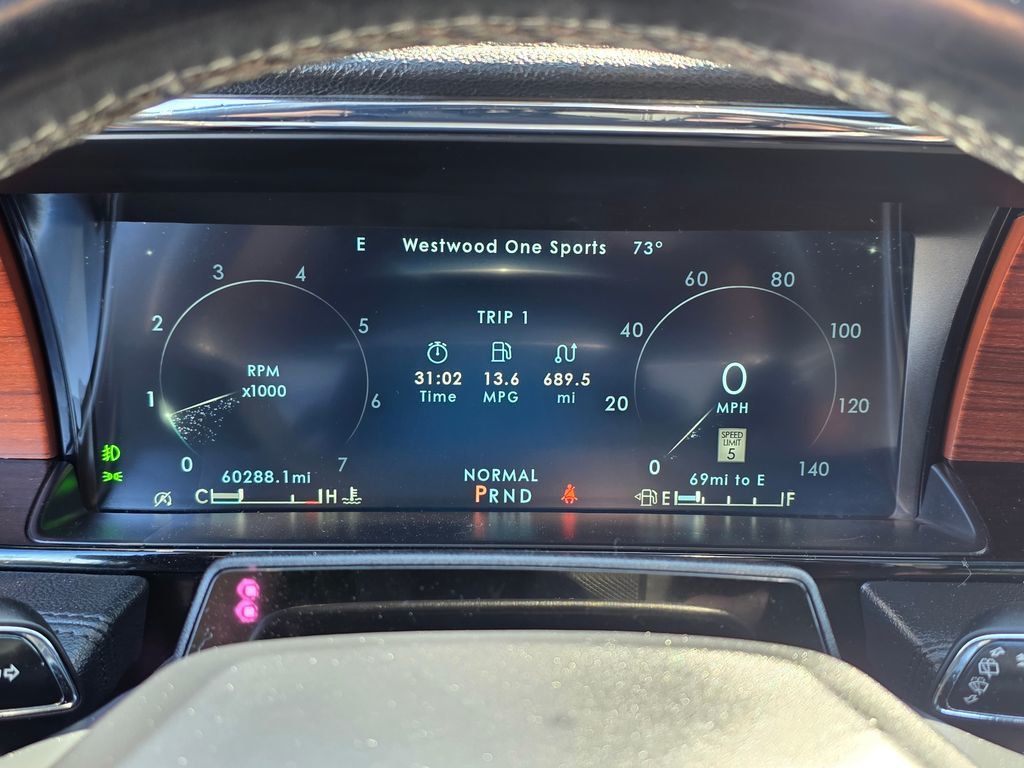 E Westwood One Sports 73°
TRIP 1
31:02 13.6 689.5
Time MPG mi
0 1 2 3 4 5 6 7
RPM
x1000
60288.1mi
C H
NORMAL
PRND
0 20 40 60 80 100 120 140
0
MPH
SPEED
LIMIT
5
69mi to E
E F